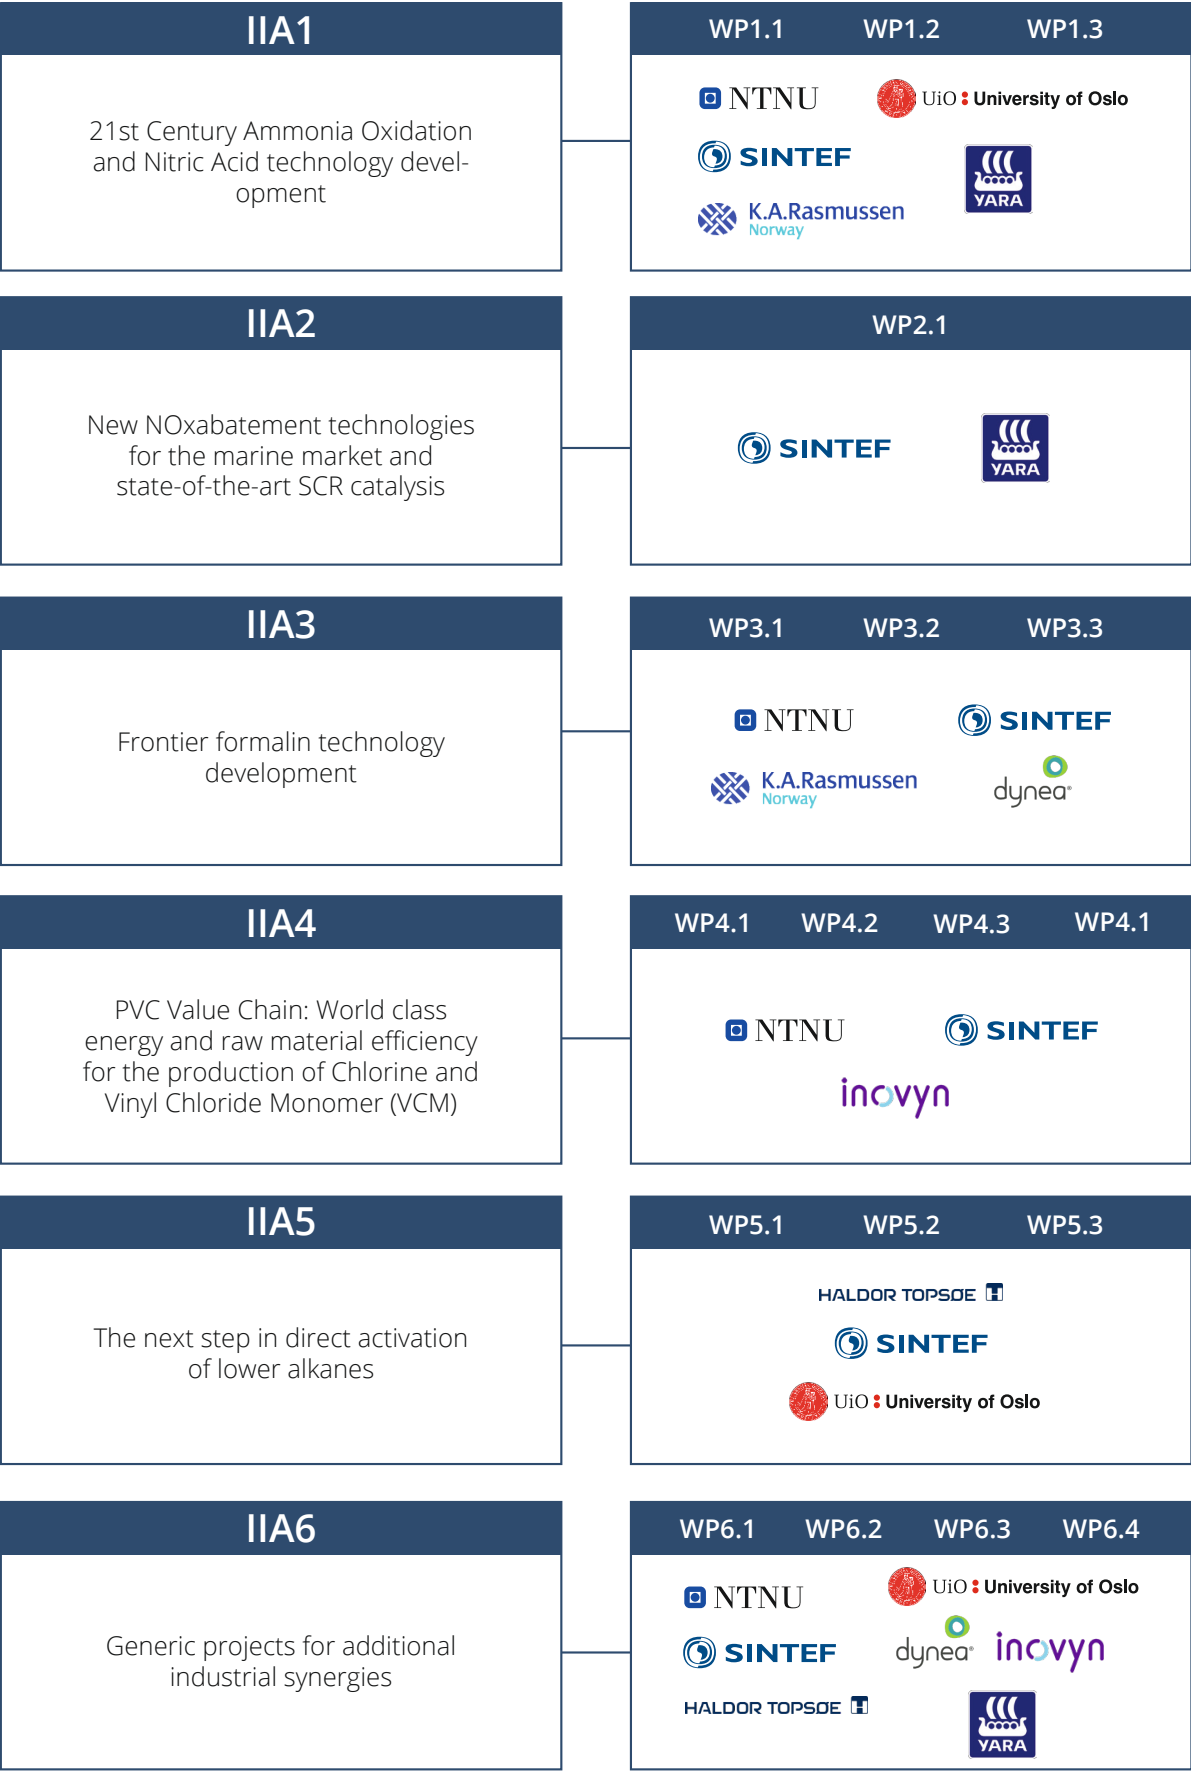 IIA1
WP1.1 WP1.2 WP1.3
21st Century Ammonia Oxidation
and Nitric Acid technology devel-
opment
NTNU
UiO: University of Oslo
SINTEF
YARA
K.A.Rasmussen
Norway
IIA2
WP2.1
New NOxabatement technologies
for the marine market and
state-of-the-art SCR catalysis
SINTEF
YARA
IIA3
WP3.1 WP3.2 WP3.3
Frontier formalin technology
development
NTNU
SINTEF
K.A.Rasmussen
Norway
dynea®
IIA4
WP4.1 WP4.2 WP4.3 WP4.1
PVC Value Chain: World class
energy and raw material efficiency
for the production of Chlorine and
Vinyl Chloride Monomer (VCM)
NTNU
SINTEF
inovyn
IIA5
WP5.1 WP5.2 WP5.3
The next step in direct activation
of lower alkanes
HALDOR TOPSØE
SINTEF
UiO: University of Oslo
IIA6
WP6.1 WP6.2 WP6.3 WP6.4
Generic projects for additional
industrial synergies
NTNU
UiO: University of Oslo
SINTEF
dynea®
inovyn
HALDOR TOPSØE
YARA